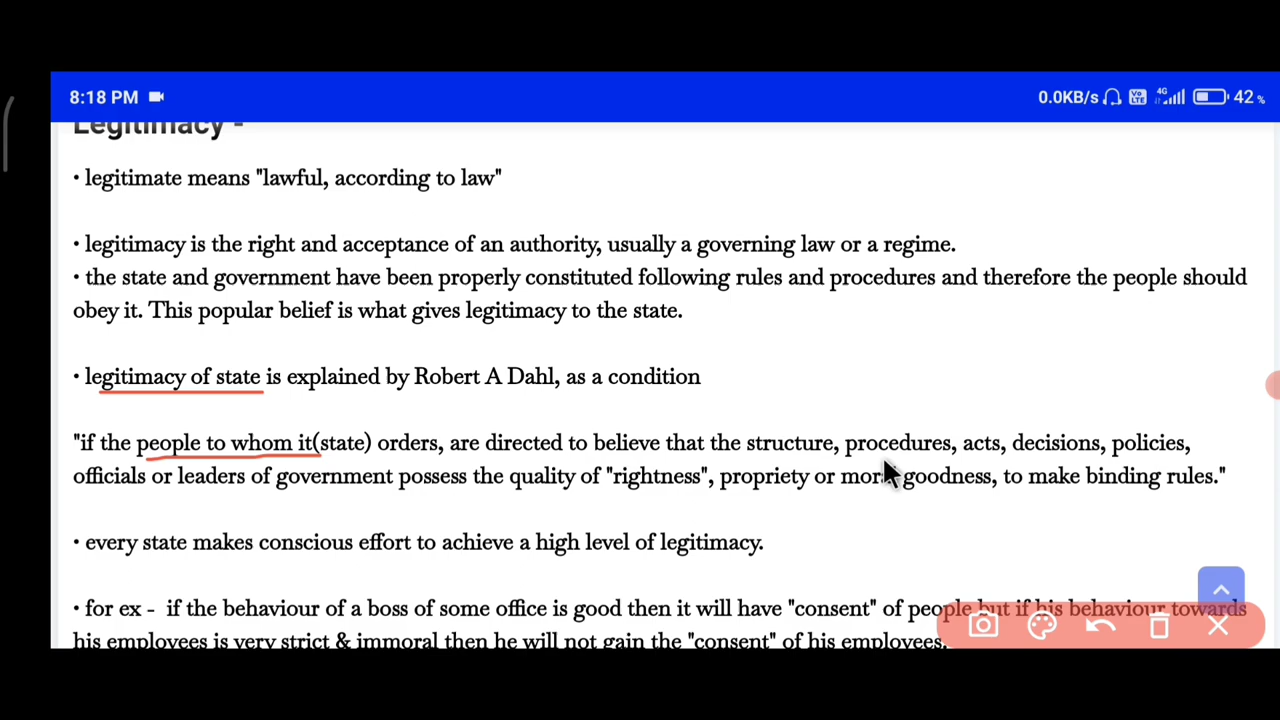 8:18 PM
0.0KB/s 4G 42 %
Legitimacy -
• legitimate means "lawful, according to law"
• legitimacy is the right and acceptance of an authority, usually a governing law or a regime.
• the state and government have been properly constituted following rules and procedures and therefore the people should
obey it. This popular belief is what gives legitimacy to the state.
• legitimacy of state is explained by Robert A Dahl, as a condition
"if the people to whom it(state) orders, are directed to believe that the structure, procedures, acts, decisions, policies,
officials or leaders of government possess the quality of "rightness", propriety or moral goodness, to make binding rules."
• every state makes conscious effort to achieve a high level of legitimacy.
• for ex - if the behaviour of a boss of some office is good then it will have "consent" of people but if his behaviour towards
his employees is very strict & immoral then he will not gain the "consent" of his employees.